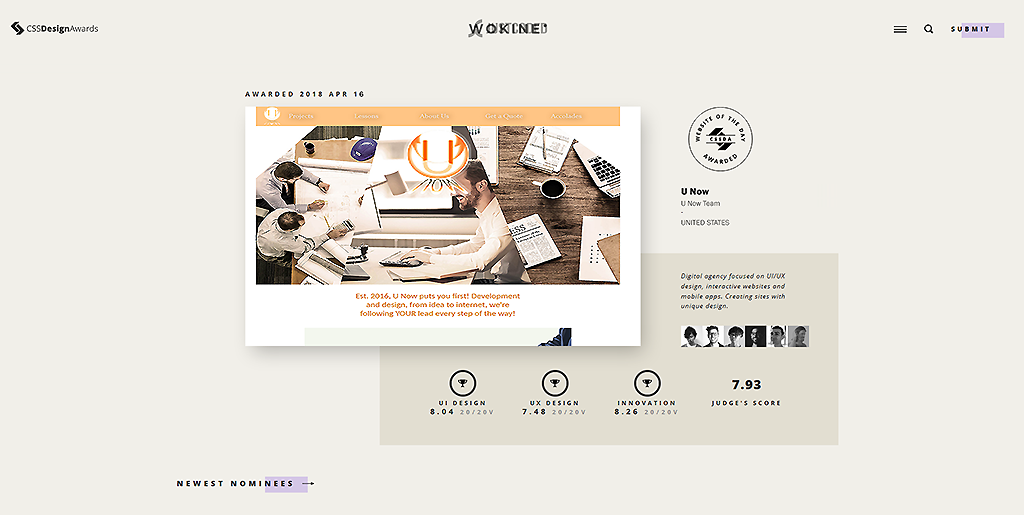 CSSDesignAwards
SUBMIT
AWARDED 2018 APR 16
U
Projects
Lessons
About Us
Get a Quote
Accolades
U
Est. 2016, U Now puts you first! Development
and design, from idea to internet, we're
following YOUR lead every step of the way!
WEBSITE OF THE DAY
CSSDA
AWARDED
U Now
U Now Team
-
UNITED STATES
Digital agency focused on UI/UX
design, interactive websites and
mobile apps. Creating sites with
unique design.
UI DESIGN
8.04 20/20V
UX DESIGN
7.48 20/20V
INNOVATION
8.26 20/20V
7.93
JUDGE'S SCORE
NEWEST NOMINEES